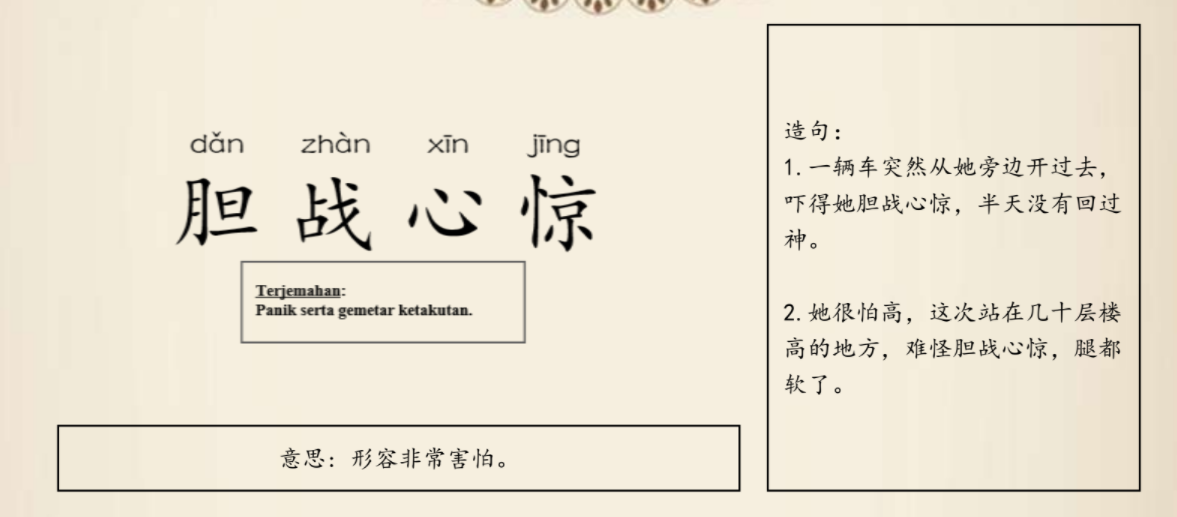 dǎn zhàn xīn jīng
胆战心惊
Terjemahan:
Panik serta gemetar ketakutan.
意思：形容非常害怕。
造句：
1.一辆车突然从她旁边开过去，
吓得她胆战心惊，半天没有回过
神。
2.她很怕高，这次站在几十层楼
高的地方，难怪胆战心惊，腿都
软了。